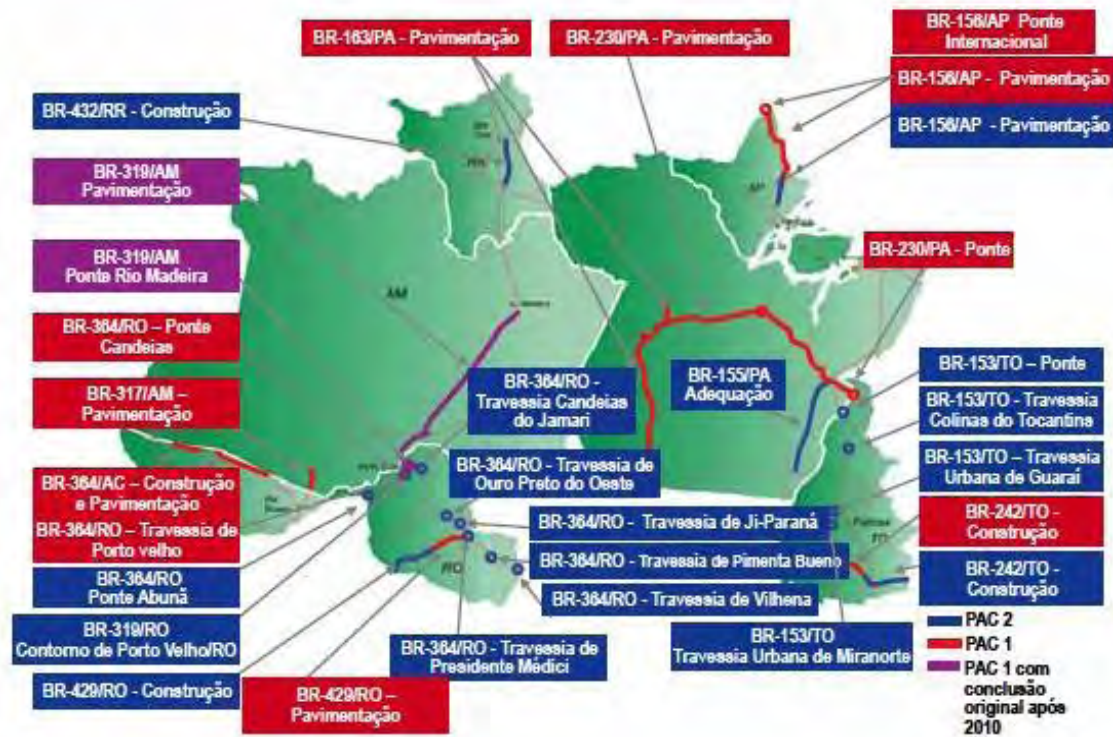 BR-163/PA - Pavimentação
BR-230/PA - Pavimentação
BR-156/AP Ponte
Internacional
BR-156/AP - Pavimentação
BR-156/AP - Pavimentação
BR-432/RR - Construção
BR-319/AM
Pavimentação
BR-319/AM
Ponte Rio Madeira
BR-364/RO – Ponte
Candeias
BR-317/AM –
Pavimentação
BR-364/AC – Construção
e Pavimentação
BR-364/RO – Travessia de
Porto velho
BR-364/RO
Ponte Abunã
BR-319/RO
Contorno de Porto Velho/RO
BR-429/RO - Construção
BR-429/RO –
Pavimentação
BR-364/RO - Travessia de
Presidente Médici
BR-364/RO -
Travessia Candeias
do Jamari
BR-364/RO - Travessia de
Ouro Preto do Oeste
BR-364/RO - Travessia de Ji-Paraná
BR-364/RO - Travessia de Pimenta Bueno
BR-364/RO - Travessia de Vilhena
BR-155/PA
Adequação
BR-230/PA - Ponte
BR-153/TO – Ponte
BR-153/TO - Travessia
Colinas do Tocantins
BR-153/TO – Travessia
Urbana de Guaraí
BR-242/TO -
Construção
BR-242/TO -
Construção
BR-153/TO
Travessia Urbana de Miranorte
AM
AP
RO
TO
PAC 2
PAC 1
PAC 1 com
conclusão
original após
2010